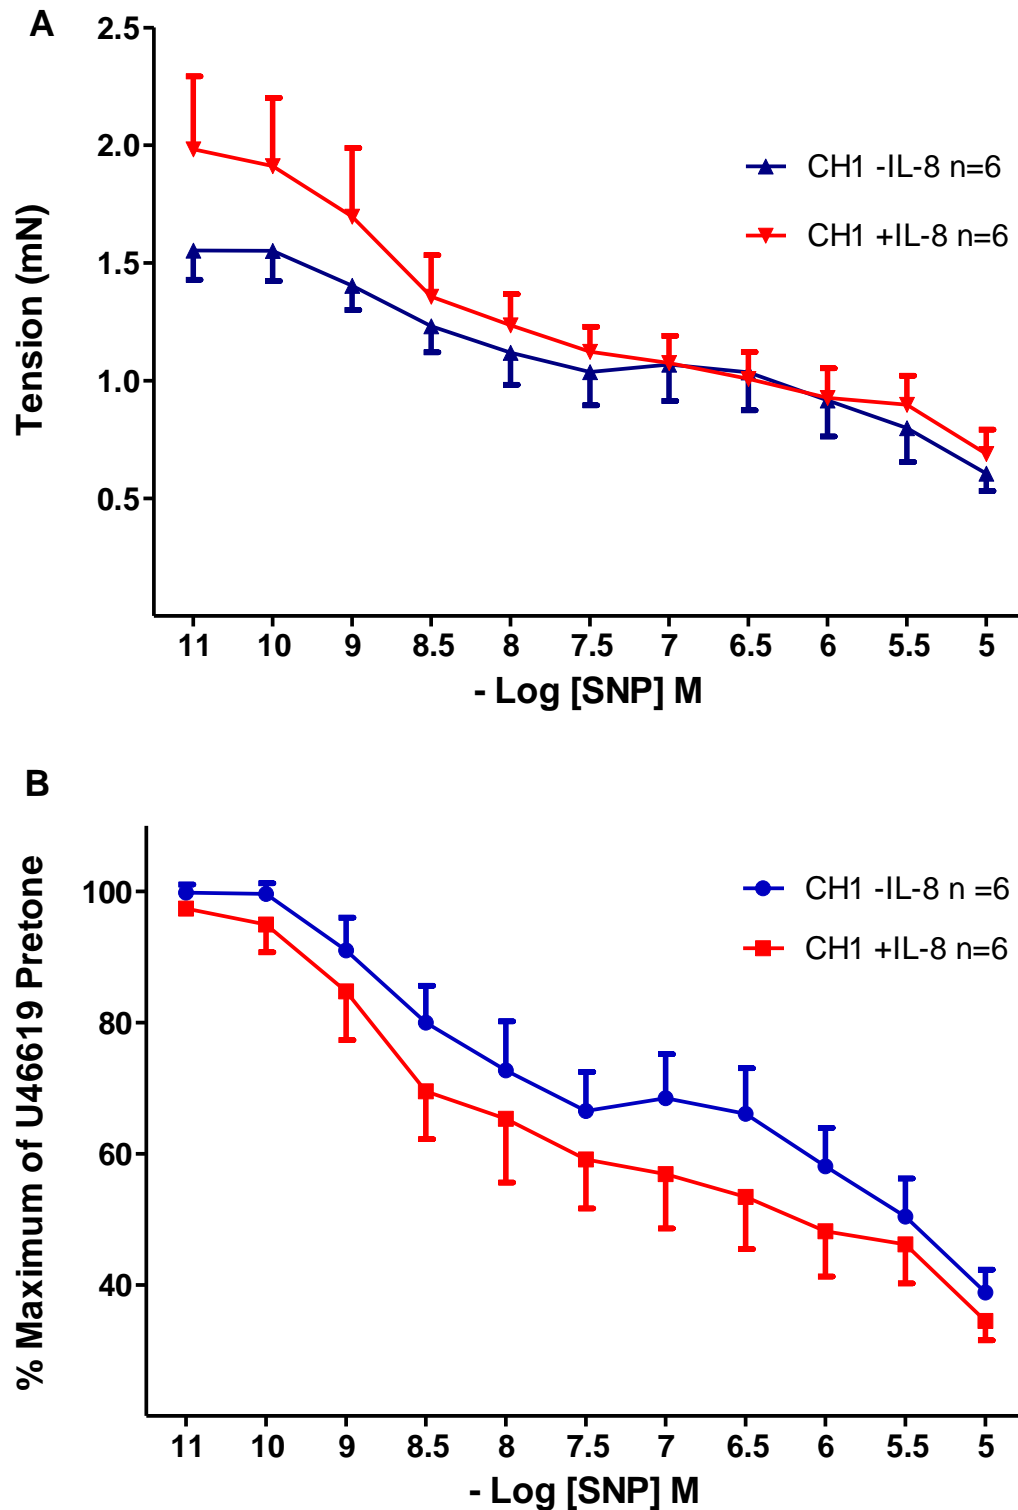 A
2.5
2.0
1.5
1.0
0.5
Tension (mN)
CH1 -IL-8 n=6
CH1 +IL-8 n=6
11 10 9 8.5 8 7.5 7 6.5 6 5.5 5
- Log [SNP] M
B
100
80
60
40
% Maximum of U46619 Pretone
CH1 -IL-8 n =6
CH1 +IL-8 n=6
11 10 9 8.5 8 7.5 7 6.5 6 5.5 5
- Log [SNP] M